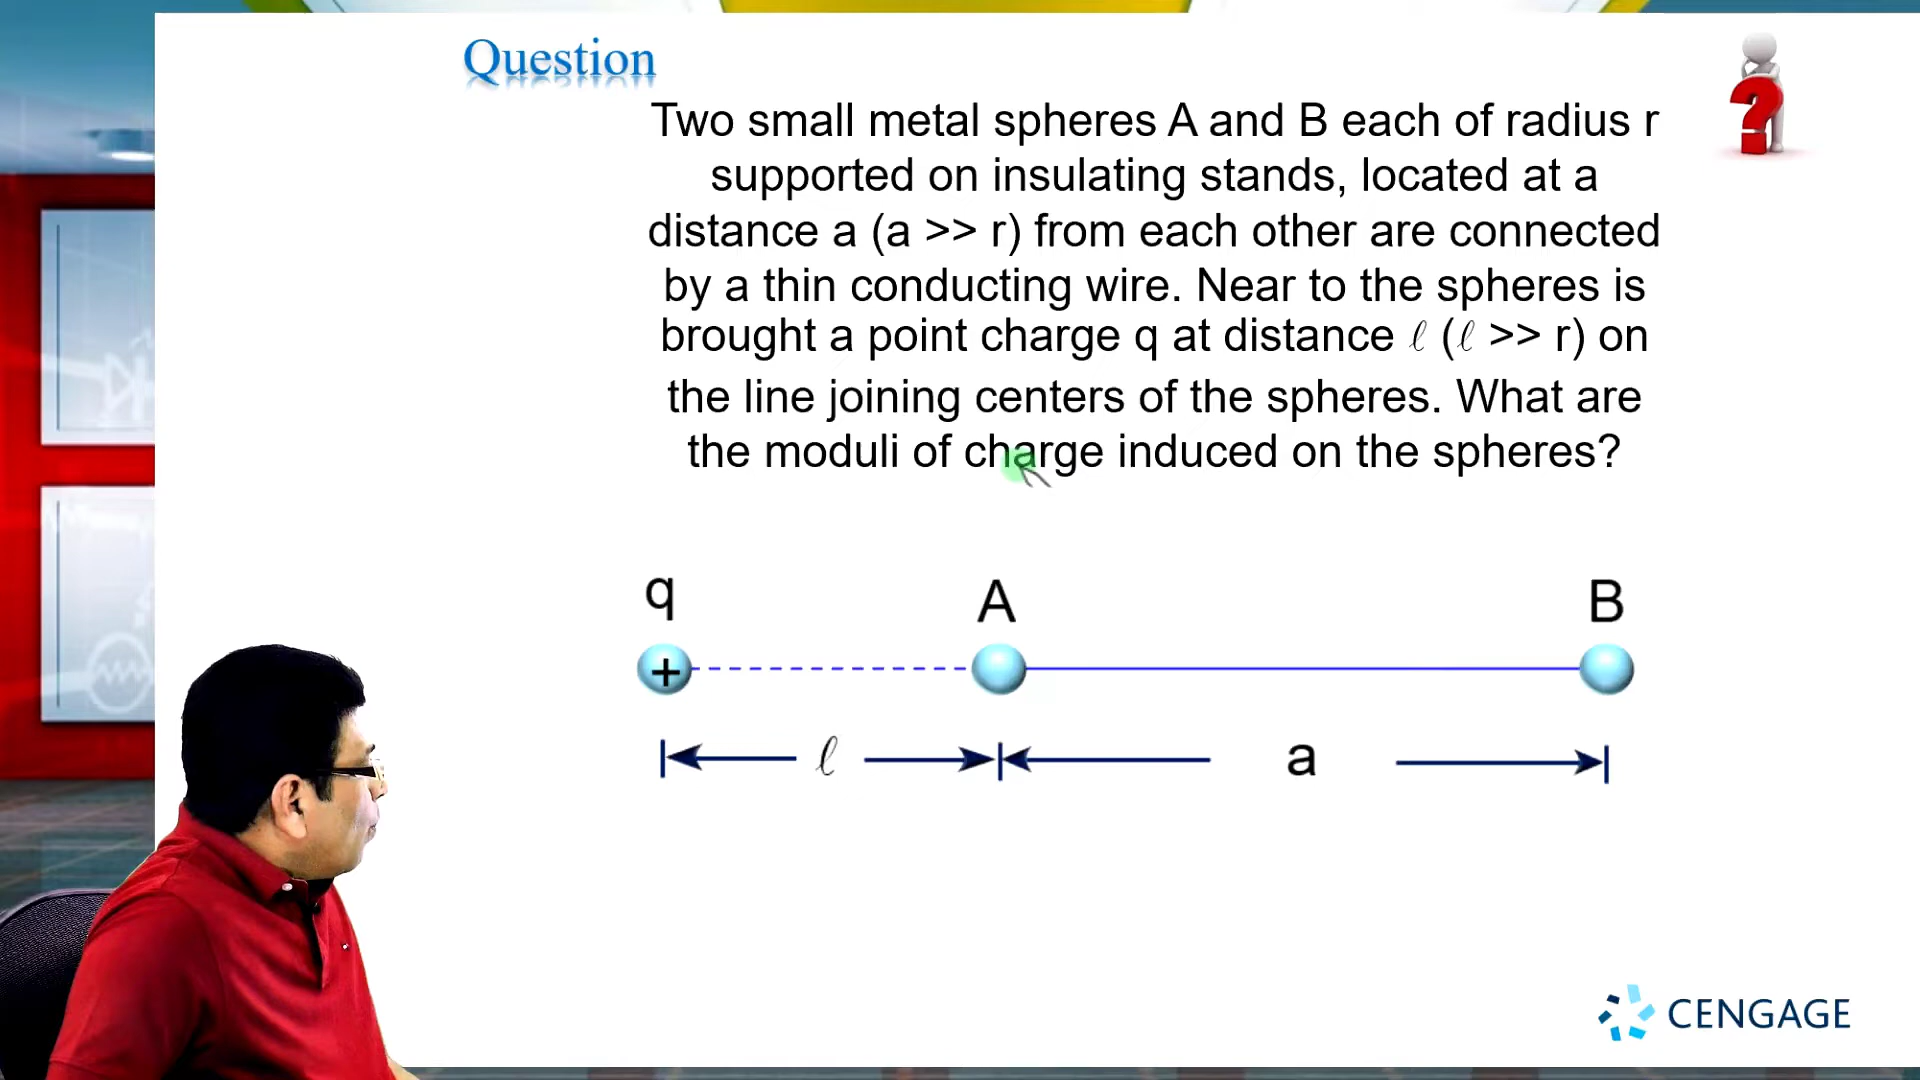 Question
Two small metal spheres A and B each of radius r
supported on insulating stands, located at a
distance a (a >> r) from each other are connected
by a thin conducting wire. Near to the spheres is
brought a point charge q at distance ℓ (ℓ >> r) on
the line joining centers of the spheres. What are
the moduli of charge induced on the spheres?
?
q A B
+
ℓ a
CENGAGE